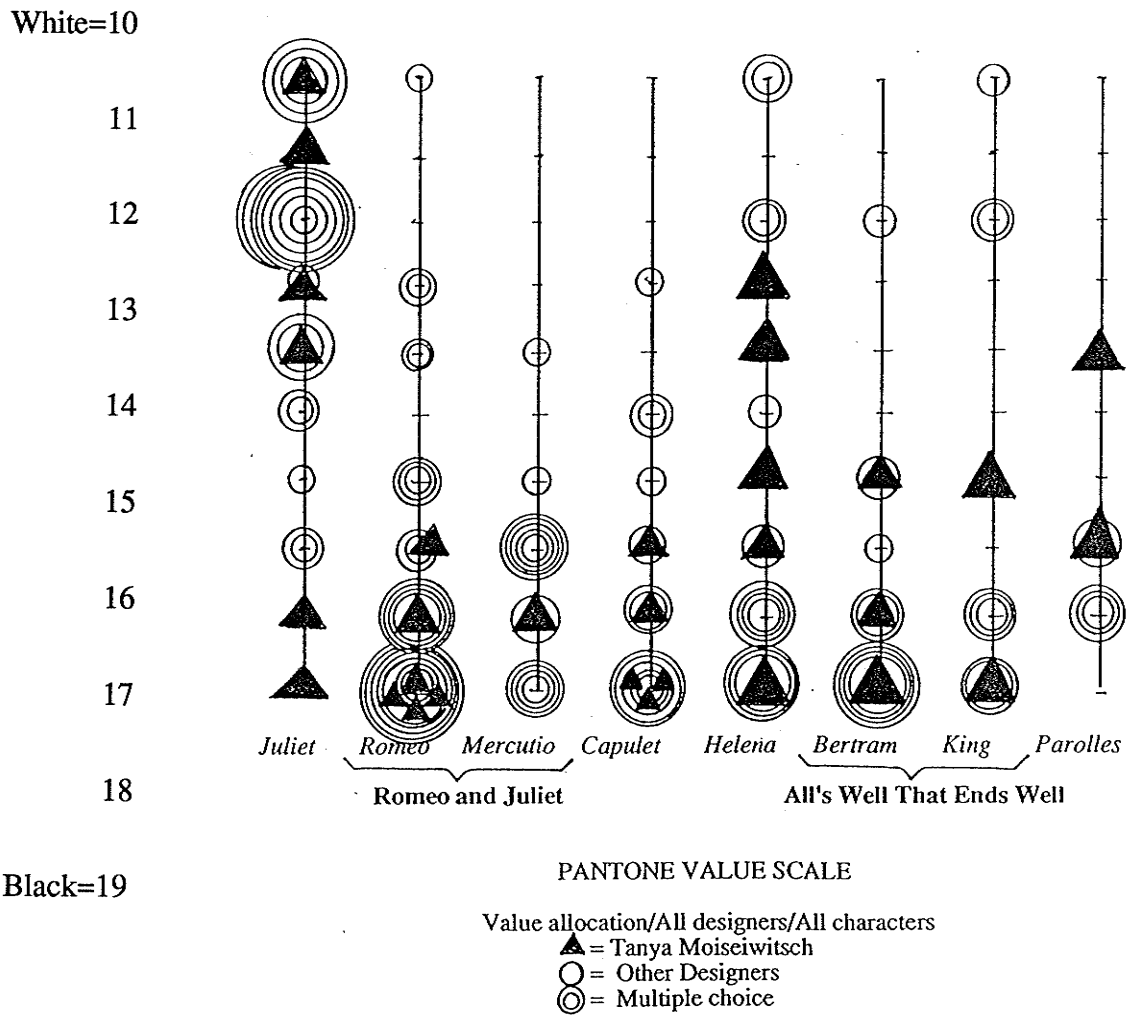 White=10
11
12
13
14
15
16
17
Juliet Romeo Mercutio Capulet Helena Bertram King Parolles
18
Romeo and Juliet All's Well That Ends Well
Black=19
PANTONE VALUE SCALE
Value allocation/All designers/All characters
= Tanya Moiseiwitsch
= Other Designers
= Multiple choice